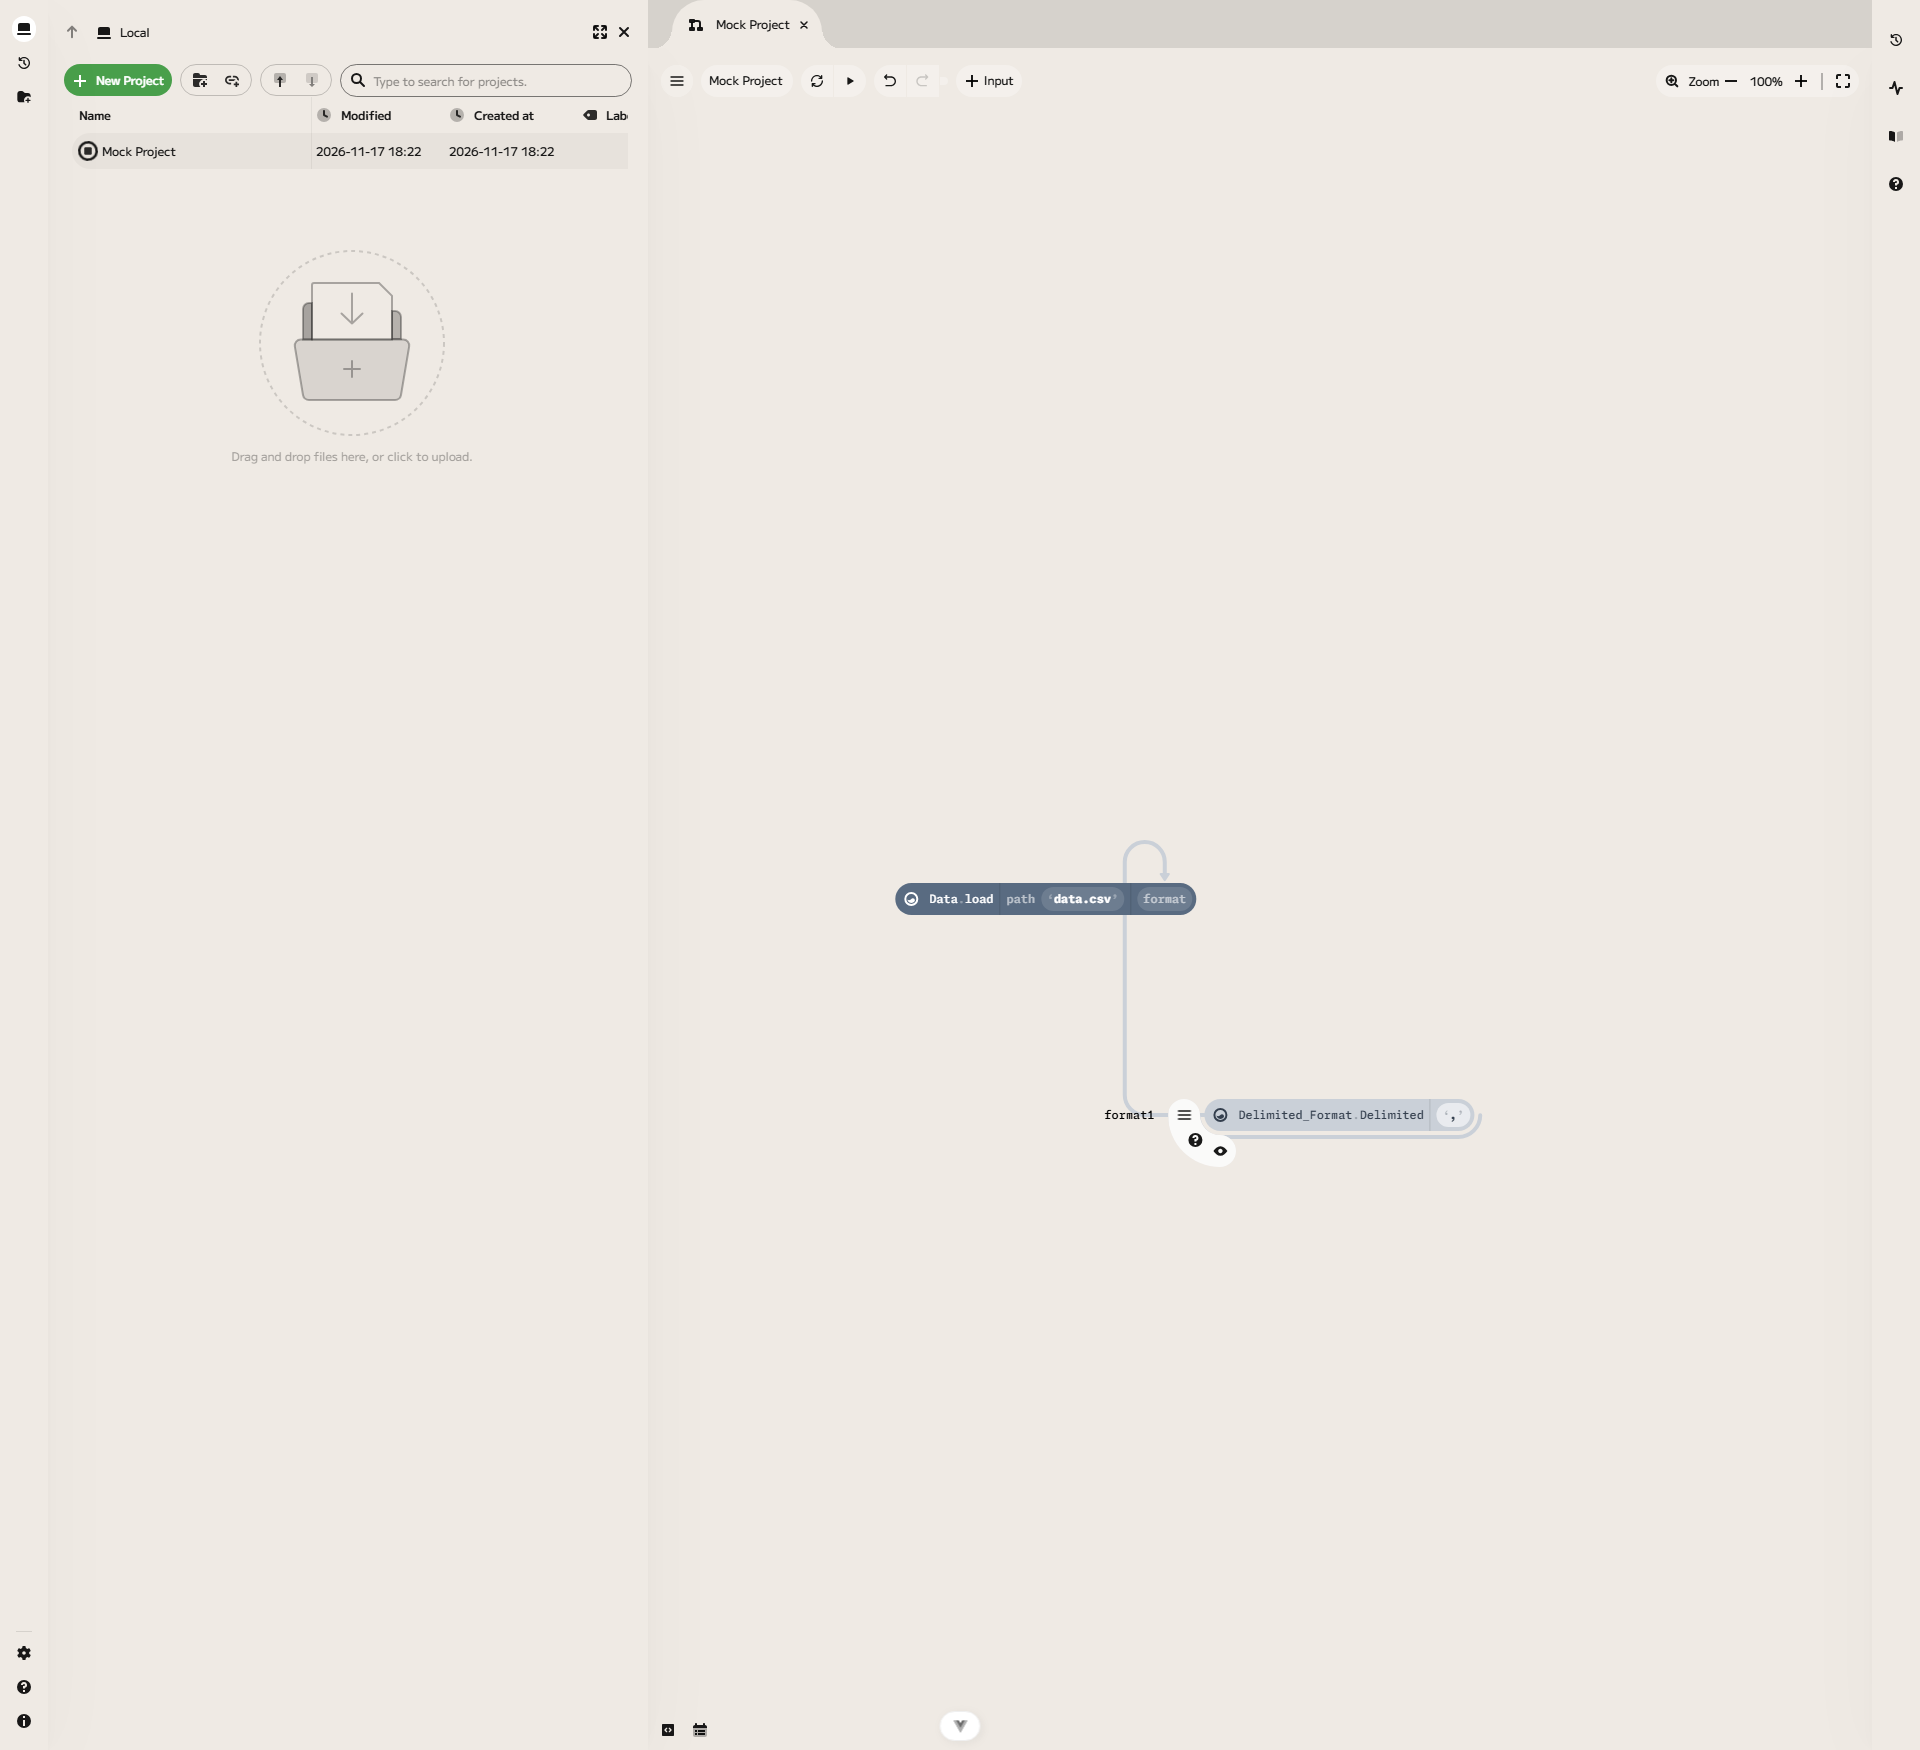 Local
New Project
Type to search for projects.
Name Modified Created at Labe
Mock Project 2026-11-17 18:22 2026-11-17 18:22
Drag and drop files here, or click to upload.
Mock Project
Mock Project Input Zoom 100%
Data.load path ‘data.csv’ format
format1 Delimited_Format.Delimited ‘,’